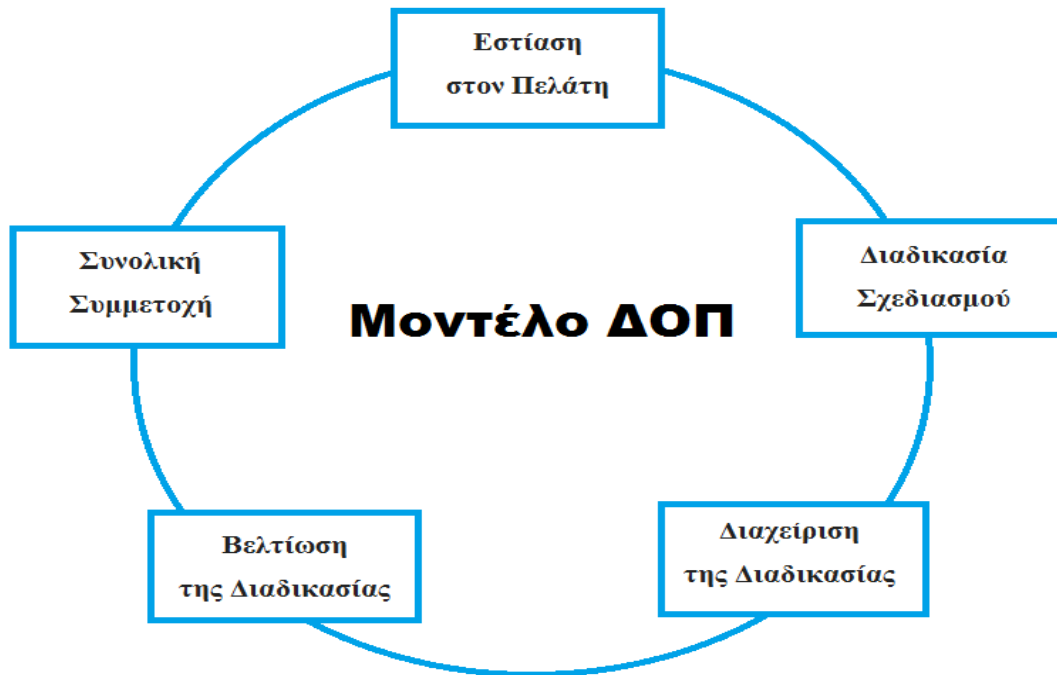 Εστίαση
στον Πελάτη
Συνολική
Συμμετοχή
Διαδικασία
Σχεδιασμού
Μοντέλο ΔΟΠ
Βελτίωση
της Διαδικασίας
Διαχείριση
της Διαδικασίας